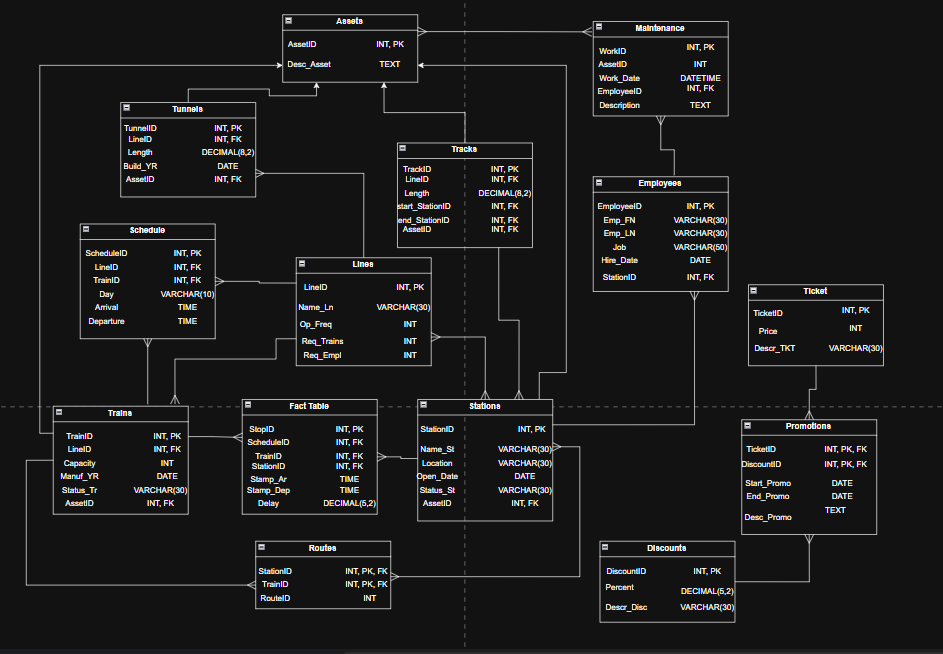 Assets
AssetID INT, PK
Desc_Asset TEXT
Maintenance
WorkID INT, PK
AssetID INT
Work_Date DATETIME
EmployeeID INT, FK
Description TEXT
Tunnels
TunnelID INT, PK
LineID INT, FK
Length DECIMAL(8,2)
Build_YR DATE
AssetID INT, FK
Tracks
TrackID INT, PK
LineID INT, FK
Length DECIMAL(8,2)
start_StationID INT, FK
end_StationID INT, FK
AssetID INT, FK
Employees
EmployeeID INT, PK
Emp_FN VARCHAR(30)
Emp_LN VARCHAR(30)
Job VARCHAR(50)
Hire_Date DATE
StationID INT, FK
Schedule
ScheduleID INT, PK
LineID INT, FK
TrainID INT, FK
Day VARCHAR(10)
Arrival TIME
Departure TIME
Lines
LineID INT, PK
Name_Ln VARCHAR(30)
Op_Freq INT
Req_Trains INT
Req_Empl INT
Ticket
TicketID INT, PK
Price INT
Descr_TKT VARCHAR(30)
Trains
TrainID INT, PK
LineID INT, FK
Capacity INT
Manuf_YR DATE
Status_Tr VARCHAR(30)
AssetID INT, FK
Fact Table
StopID INT, PK
ScheduleID INT, FK
TrainID INT, FK
StationID INT, FK
Stamp_Ar TIME
Stamp_Dep TIME
Delay DECIMAL(5,2)
Stations
StationID INT, PK
Name_St VARCHAR(30)
Location VARCHAR(30)
Open_Date DATE
Status_St VARCHAR(30)
AssetID INT, FK
Promotions
TicketID INT, PK, FK
DiscountID INT, PK, FK
Start_Promo DATE
End_Promo DATE
Desc_Promo TEXT
Routes
StationID INT, PK, FK
TrainID INT, PK, FK
RouteID INT
Discounts
DiscountID INT, PK
Percent DECIMAL(5,2)
Descr_Disc VARCHAR(30)